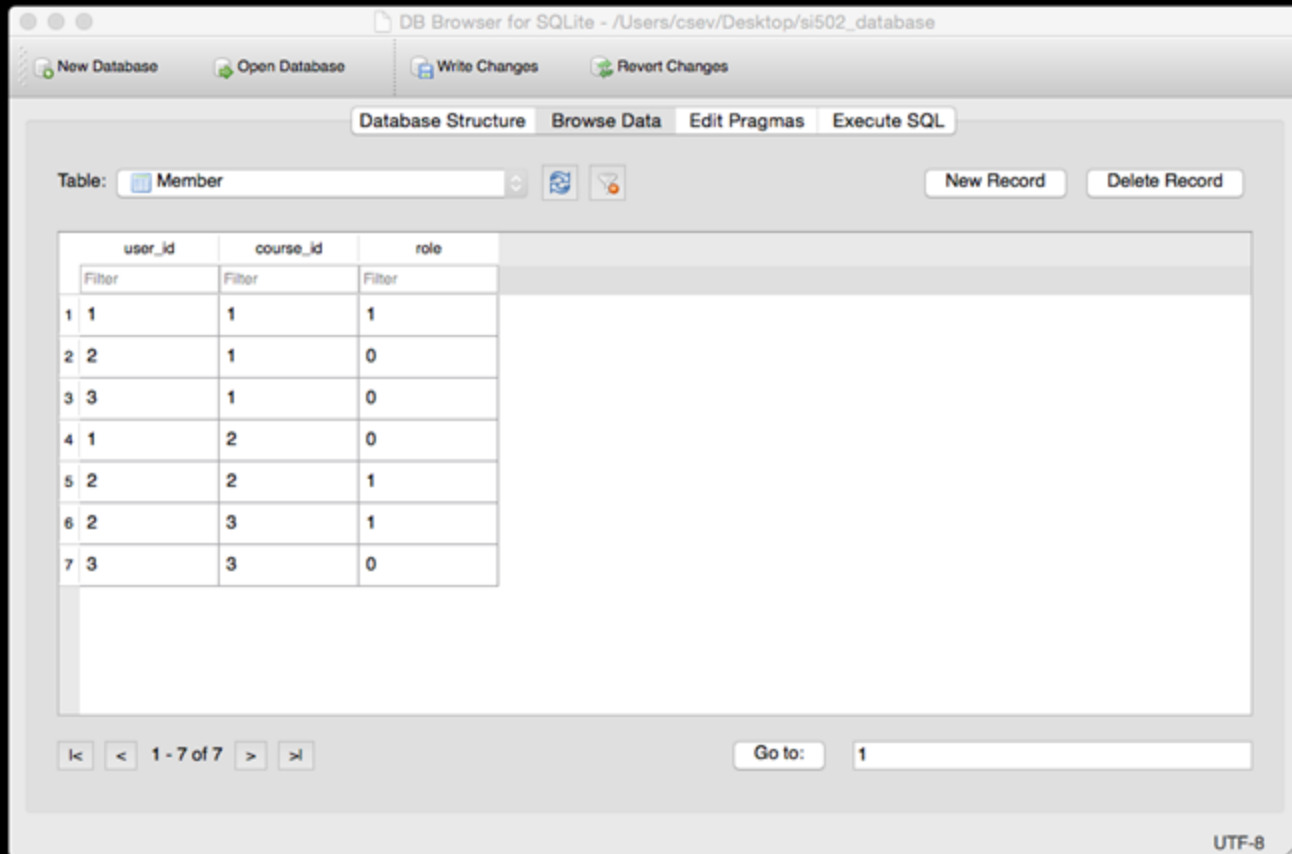 DB Browser for SQLite - /Users/csev/Desktop/si502_database
New Database Open Database Write Changes Revert Changes
Database Structure Browse Data Edit Pragmas Execute SQL
Table: Member New Record Delete Record
user_id course_id role
Filter Filter Filter
1 1 1 1
2 2 1 0
3 3 1 0
4 1 2 0
5 2 2 1
6 2 3 1
7 3 3 0
|< < 1 - 7 of 7 > >| Go to: 1
UTF-8